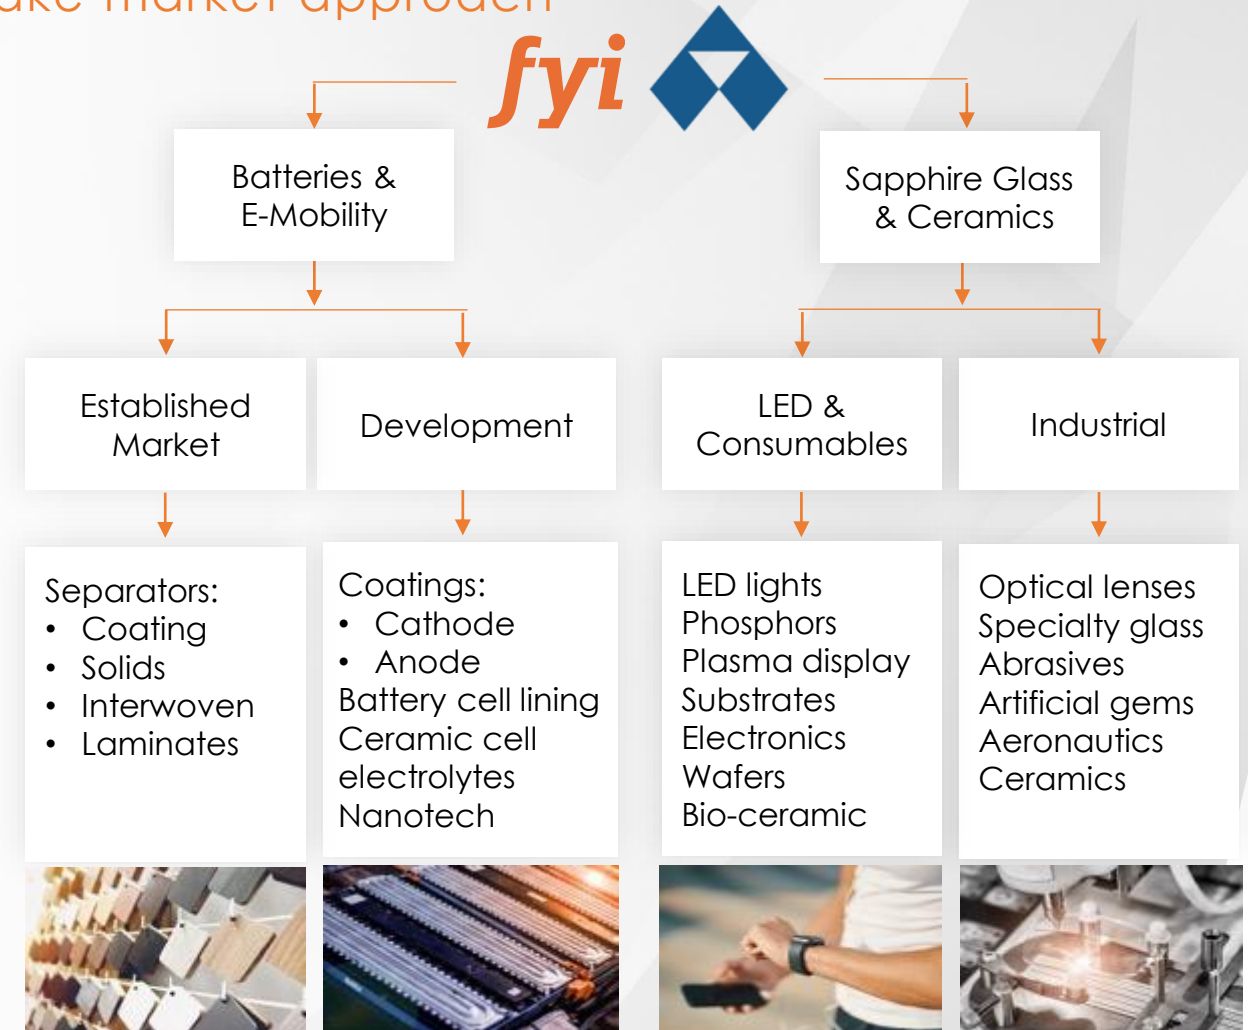 market approach
fyi
Batteries &
E-Mobility
Sapphire Glass
& Ceramics
Established
Market
Development
LED &
Consumables
Industrial
Separators:
• Coating
• Solids
• Interwoven
• Laminates
Coatings:
• Cathode
• Anode
Battery cell lining
Ceramic cell
electrolytes
Nanotech
LED lights
Phosphors
Plasma display
Substrates
Electronics
Wafers
Bio-ceramic
Optical lenses
Specialty glass
Abrasives
Artificial gems
Aeronautics
Ceramics